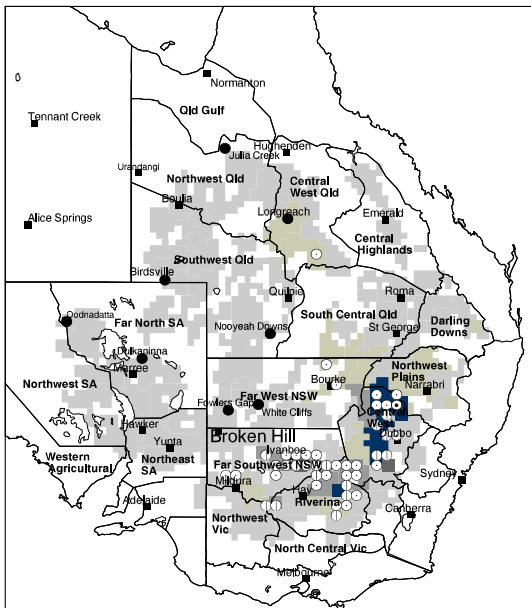 Normanton
Qld Gulf
Tennant Creek
Hughenden
Julia Creek
Urandangi
Northwest Qld
Central
West Qld
Boulia
Longreach
Emerald
Alice Springs
Central
Highlands
Southwest Qld
Birdsville
Quilpie
Roma
South Central Qld
Oodnadatta
Far North SA
Nooyeah Downs
St George
Darling
Downs
Dulkaninna
Marree
Northwest
Plains
Northwest SA
Bourke
Narrabri
Fowlers Gap
Far West NSW
White Cliffs
Central
West
Hawker
Broken Hill
Dubbo
Yunta
Ivanhoe
Western
Agricultural
Northeast
SA
Far Southwest NSW
Sydney
Mildura
Hay
Riverina
Adelaide
Canberra
Northwest
Vic
North Central Vic
Melbourne